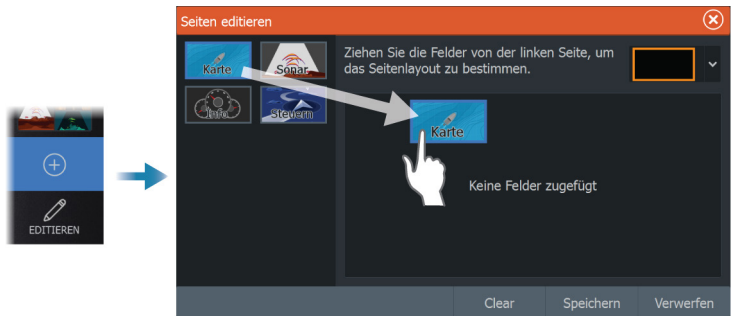 Seiten editieren
Karte
Sonar
Info
Steuern
Ziehen Sie die Felder von der linken Seite, um
das Seitenlayout zu bestimmen.
Karte
Keine Felder zugefügt
EDITIEREN
Clear
Speichern
Verwerfen